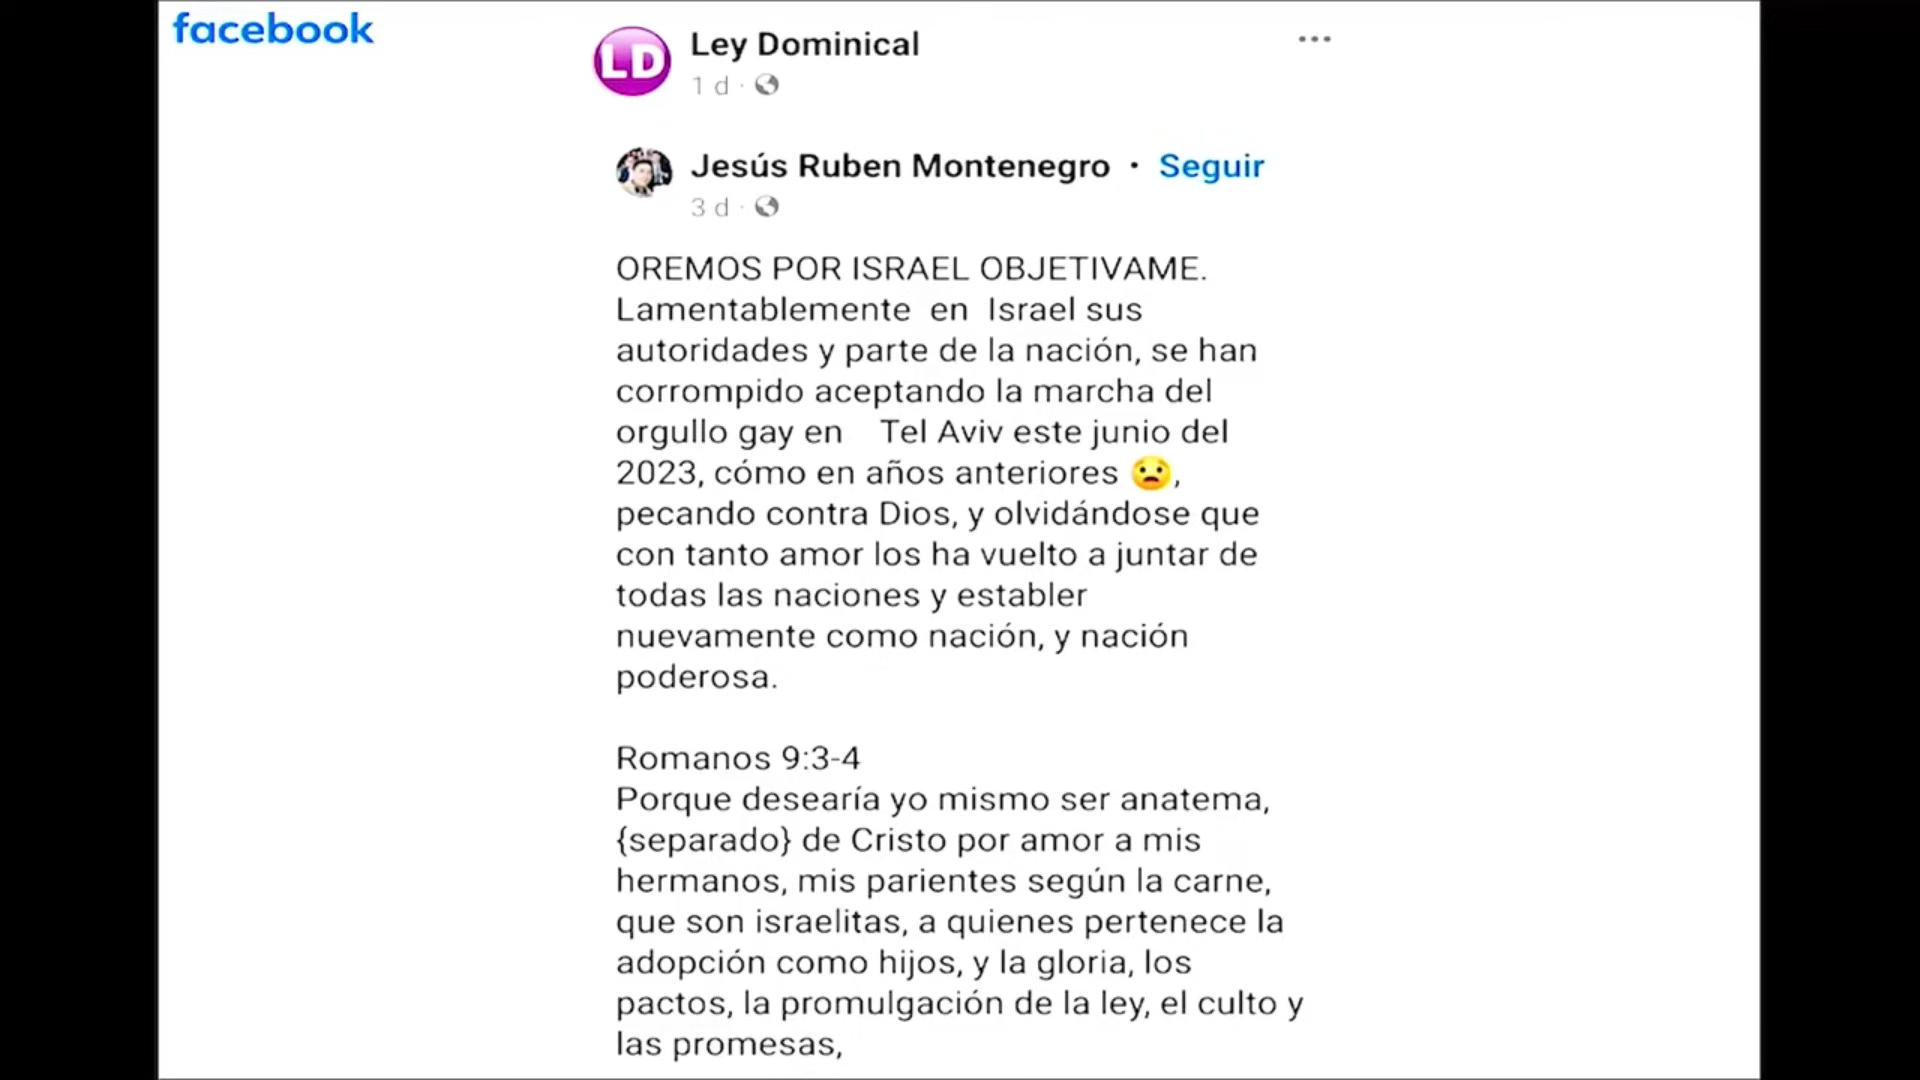 facebook
LD
Ley Dominical
1 d ·
Jesús Ruben Montenegro · Seguir
3 d ·
OREMOS POR ISRAEL OBJETIVAME.
Lamentablemente en Israel sus
autoridades y parte de la nación, se han
corrompido aceptando la marcha del
orgullo gay en Tel Aviv este junio del
2023, cómo en años anteriores 😧,
pecando contra Dios, y olvidándose que
con tanto amor los ha vuelto a juntar de
todas las naciones y establer
nuevamente como nación, y nación
poderosa.
Romanos 9:3-4
Porque desearía yo mismo ser anatema,
{separado} de Cristo por amor a mis
hermanos, mis parientes según la carne,
que son israelitas, a quienes pertenece la
adopción como hijos, y la gloria, los
pactos, la promulgación de la ley, el culto y
las promesas,